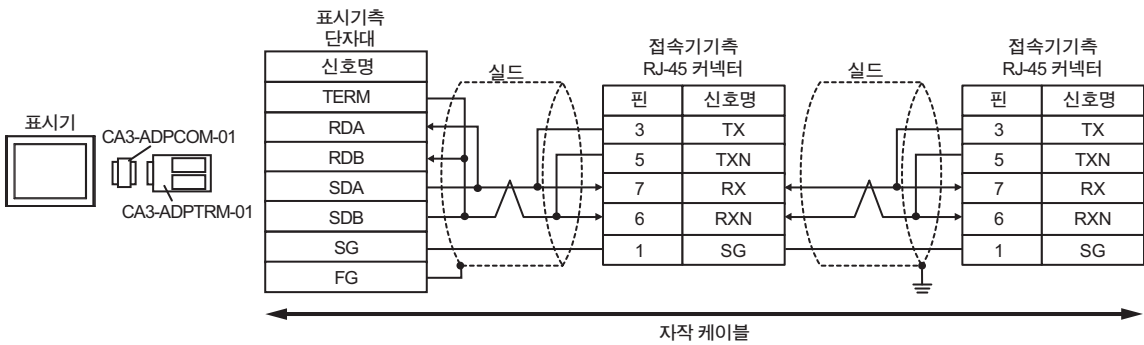 표시기
CA3-ADPCOM-01
CA3-ADPTRM-01
표시기측
단자대
신호명
TERM
RDA
RDB
SDA
SDB
SG
FG
실드
접속기기측
RJ-45 커넥터
핀 신호명
3 TX
5 TXN
7 RX
6 RXN
1 SG
실드
접속기기측
RJ-45 커넥터
핀 신호명
3 TX
5 TXN
7 RX
6 RXN
1 SG
자작 케이블